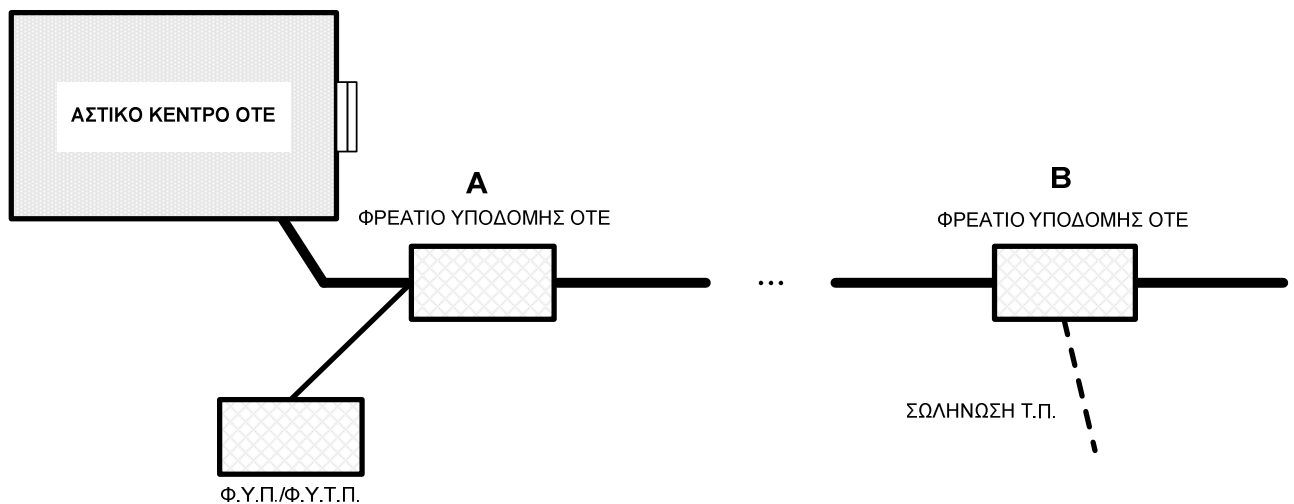 ΑΣΤΙΚΟ ΚΕΝΤΡΟ ΟΤΕ
Α
ΦΡΕΑΤΙΟ ΥΠΟΔΟΜΗΣ ΟΤΕ
Β
ΦΡΕΑΤΙΟ ΥΠΟΔΟΜΗΣ ΟΤΕ
...
ΣΩΛΗΝΩΣΗ Τ.Π.
Φ.Υ.Π./Φ.Υ.Τ.Π.